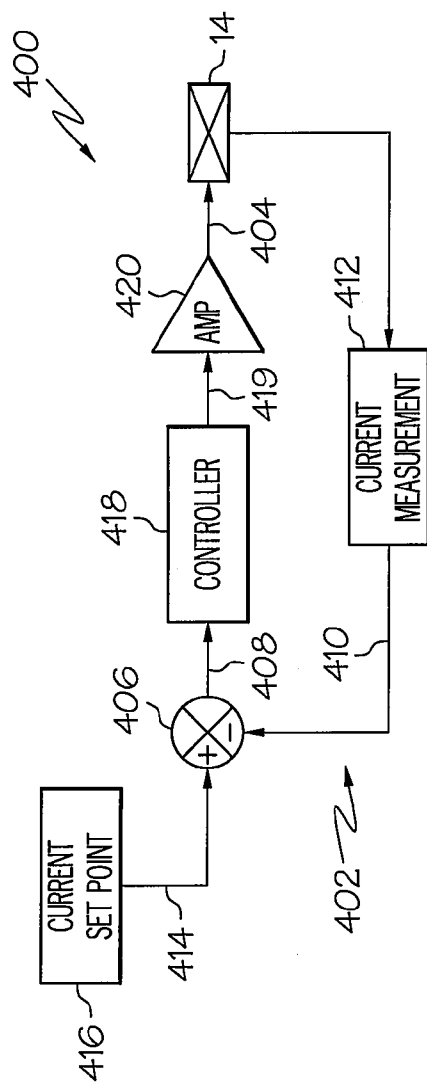 400
14
420
404
AMP
412
419
418
CONTROLLER
CURRENT
MEASUREMENT
406
408
410
+
−
CURRENT
SET POINT
414
402
416